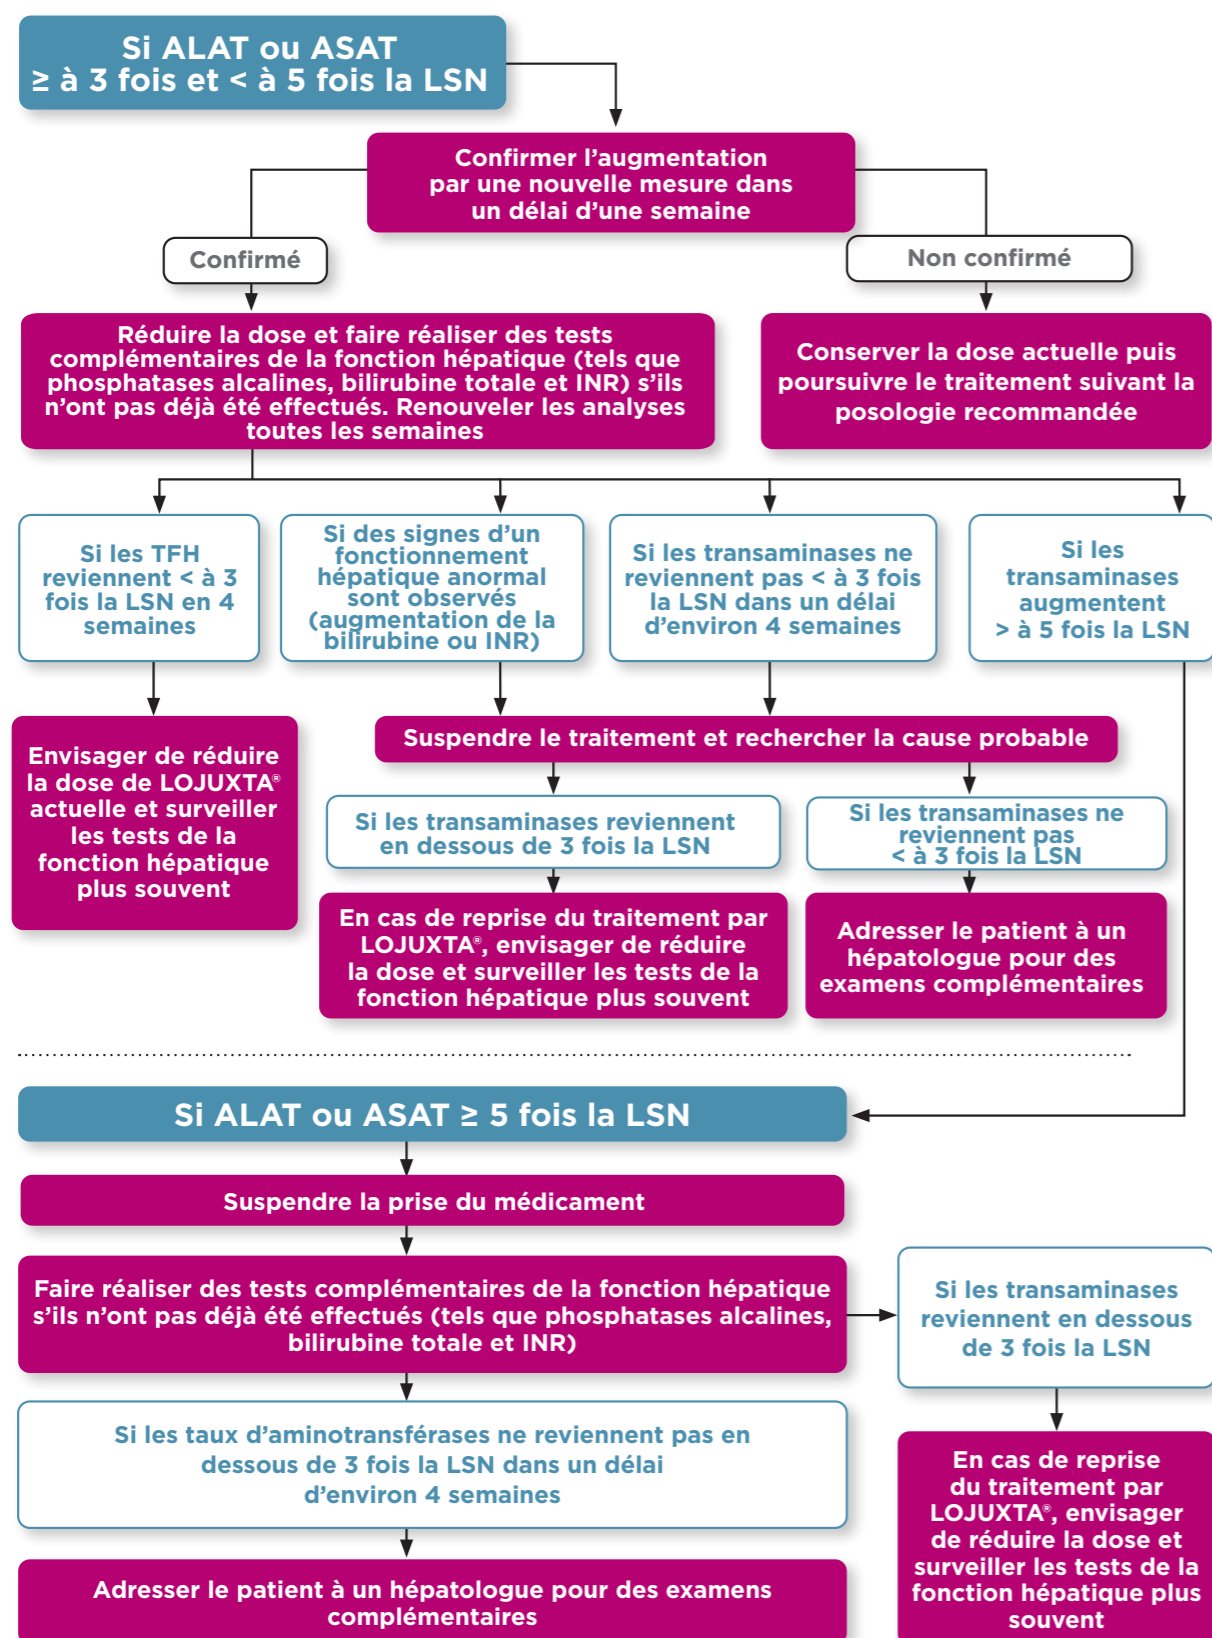 Si ALAT ou ASAT
≥ à 3 fois et < à 5 fois la LSN
Confirmer l’augmentation
par une nouvelle mesure dans
un délai d’une semaine
Confirmé
Non confirmé
Réduire la dose et faire réaliser des tests
complémentaires de la fonction hépatique (tels que
phosphatases alcalines, bilirubine totale et INR) s’ils
n’ont pas déjà été effectués. Renouveler les analyses
toutes les semaines
Conserver la dose actuelle puis
poursuivre le traitement suivant la
posologie recommandée
Si les TFH
reviennent < à 3
fois la LSN en 4
semaines
Si des signes d’un
fonctionnement
hépatique anormal
sont observés
(augmentation de la
bilirubine ou INR)
Si les transaminases ne
reviennent pas < à 3 fois
la LSN dans un délai
d’environ 4 semaines
Si les
transaminases
augmentent
> à 5 fois la LSN
Envisager de réduire
la dose de LOJUXTA®
actuelle et surveiller
les tests de la
fonction hépatique
plus souvent
Suspendre le traitement et rechercher la cause probable
Si les transaminases reviennent
en dessous de 3 fois la LSN
Si les transaminases ne
reviennent pas
< à 3 fois la LSN
En cas de reprise du traitement par
LOJUXTA®, envisager de réduire
la dose et surveiller les tests de la
fonction hépatique plus souvent
Adresser le patient à un
hépatologue pour des
examens complémentaires
Si ALAT ou ASAT ≥ 5 fois la LSN
Suspendre la prise du médicament
Faire réaliser des tests complémentaires de la fonction hépatique
s’ils n’ont pas déjà été effectués (tels que phosphatases alcalines,
bilirubine totale et INR)
Si les transaminases
reviennent en dessous
de 3 fois la LSN
Si les taux d’aminotransférases ne reviennent pas en
dessous de 3 fois la LSN dans un délai
d’environ 4 semaines
En cas de reprise
du traitement par
LOJUXTA®, envisager
de réduire la dose et
surveiller les tests de la
fonction hépatique plus
souvent
Adresser le patient à un hépatologue pour des examens
complémentaires